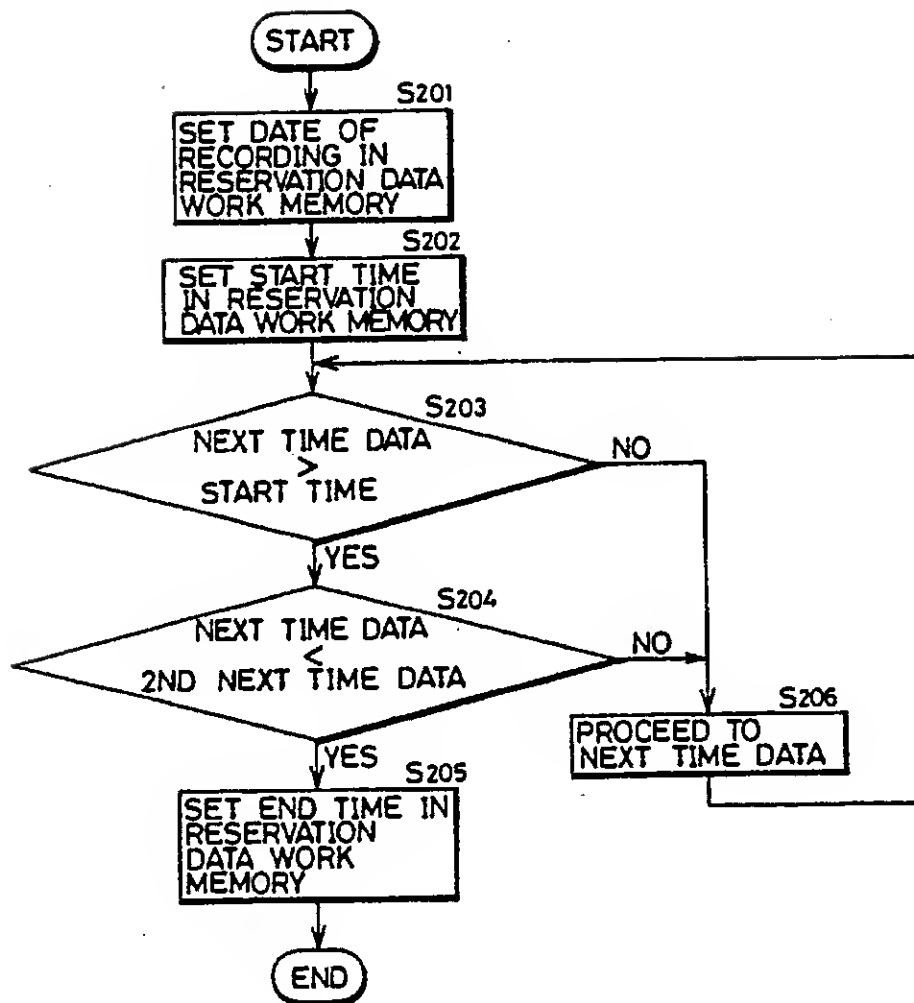 START
S201
SET DATE OF
RECORDING IN
RESERVATION DATA
WORK MEMORY
S202
SET START TIME
IN RESERVATION
DATA WORK MEMORY
S203
NEXT TIME DATA
>
START TIME
NO
YES
S204
NEXT TIME DATA
<
2ND NEXT TIME DATA
NO
YES
S206
PROCEED TO
NEXT TIME DATA
S205
SET END TIME IN
RESERVATION
DATA WORK
MEMORY
END